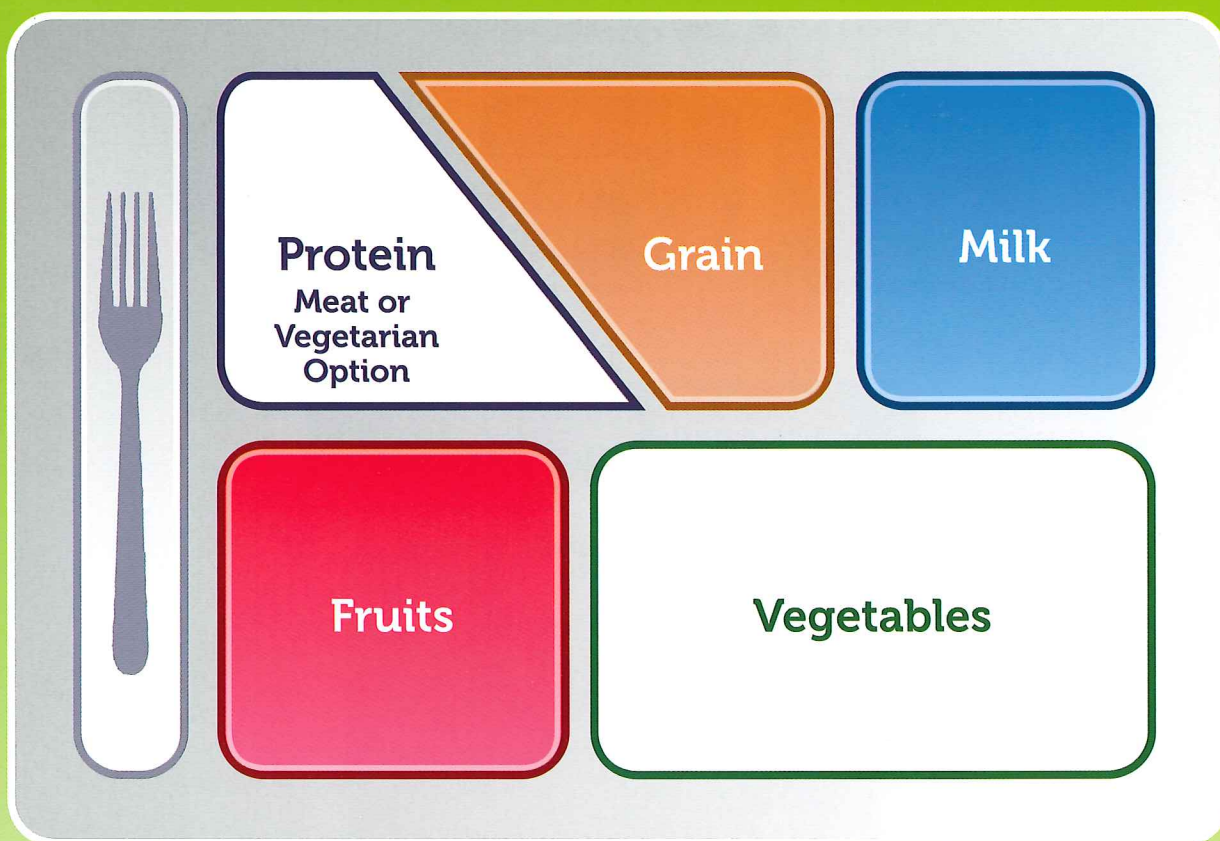 Protein
Meat or
Vegetarian
Option
Grain
Milk
Fruits
Vegetables